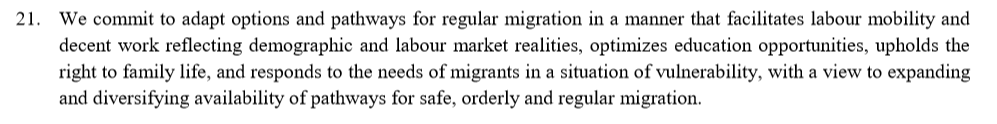 21. We commit to adapt options and pathways for regular migration in a manner that facilitates labour mobility and
decent work reflecting demographic and labour market realities, optimizes education opportunities, upholds the
right to family life, and responds to the needs of migrants in a situation of vulnerability, with a view to expanding
and diversifying availability of pathways for safe, orderly and regular migration.